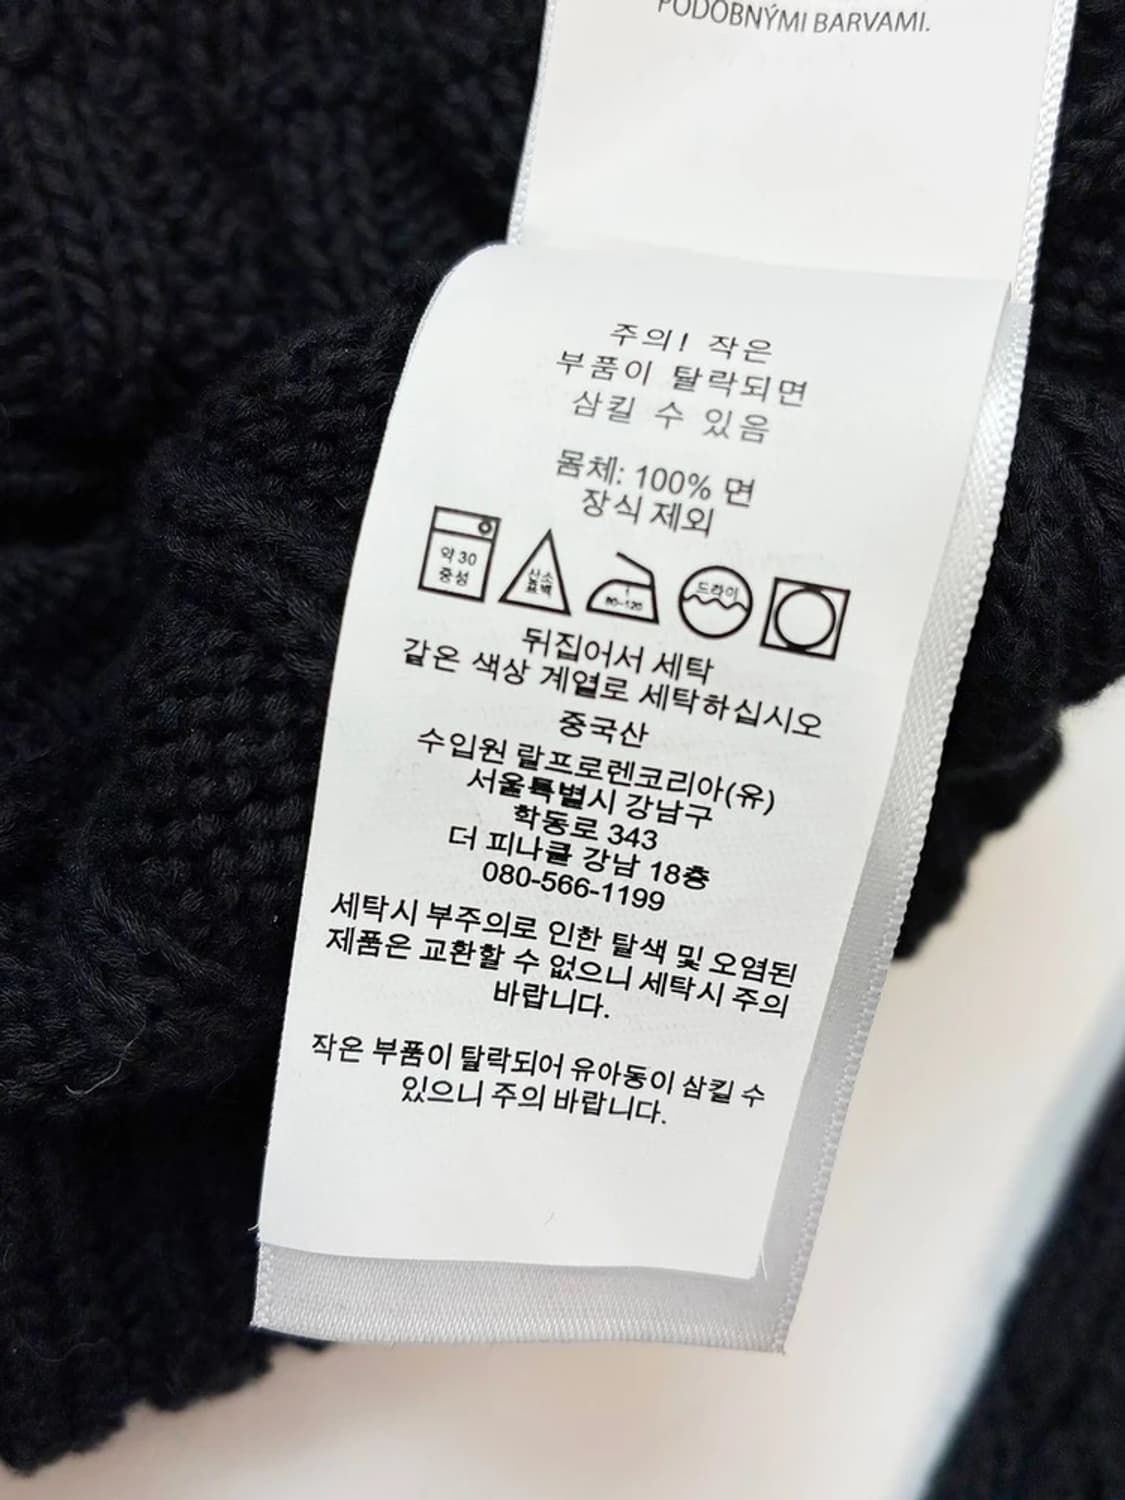 PODOBNÝMI BARVAMI.
주의! 작은
부품이 탈락되면
삼킬 수 있음
몸체: 100% 면
장식 제외
약 30
중성
산소
표백
1
80~120
드라이
뒤집어서 세탁
같은 색상 계열로 세탁하십시오
중국산
수입원 랄프로렌코리아(유)
서울특별시 강남구
학동로 343
더 피나클 강남 18층
080-566-1199
세탁시 부주의로 인한 탈색 및 오염된
제품은 교환할 수 없으니 세탁시 주의
바랍니다.
작은 부품이 탈락되어 유아동이 삼킬 수
있으니 주의 바랍니다.